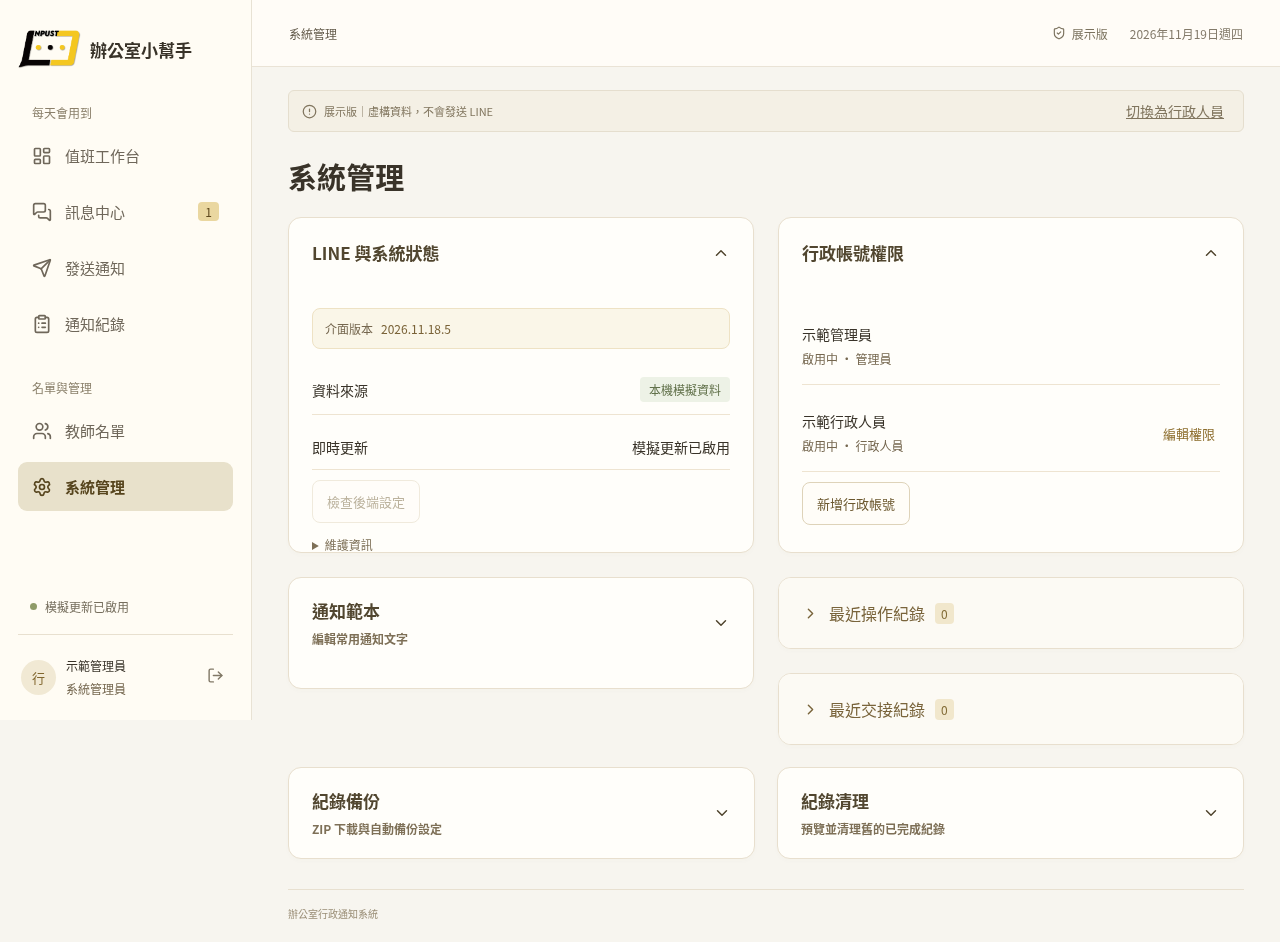 NPUST
辦公室小幫手
每天會用到
值班工作台
訊息中心 1
發送通知
通知紀錄
名單與管理
教師名單
系統管理
模擬更新已啟用
行
示範管理員
系統管理員
系統管理
展示版 2026年11月19日週四
展示版｜虛構資料，不會發送 LINE
切換為行政人員
系統管理
LINE 與系統狀態
介面版本 2026.11.18.5
資料來源 本機模擬資料
即時更新 模擬更新已啟用
檢查後端設定
維護資訊
行政帳號權限
示範管理員
啟用中 · 管理員
示範行政人員
啟用中 · 行政人員
編輯權限
新增行政帳號
通知範本
編輯常用通知文字
最近操作紀錄 0
最近交接紀錄 0
紀錄備份
ZIP 下載與自動備份設定
紀錄清理
預覽並清理舊的已完成紀錄
辦公室行政通知系統